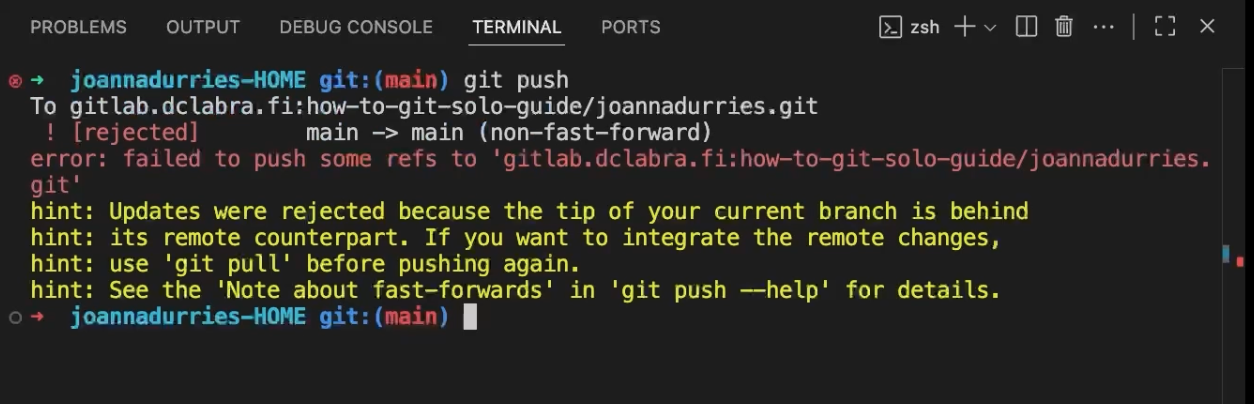 PROBLEMS OUTPUT DEBUG CONSOLE TERMINAL PORTS zsh
→ joannadurries-HOME git:(main) git push
To gitlab.dclabra.fi:how-to-git-solo-guide/joannadurries.git
! [rejected] main -> main (non-fast-forward)
error: failed to push some refs to 'gitlab.dclabra.fi:how-to-git-solo-guide/joannadurries.
git'
hint: Updates were rejected because the tip of your current branch is behind
hint: its remote counterpart. If you want to integrate the remote changes,
hint: use 'git pull' before pushing again.
hint: See the 'Note about fast-forwards' in 'git push --help' for details.
→ joannadurries-HOME git:(main)